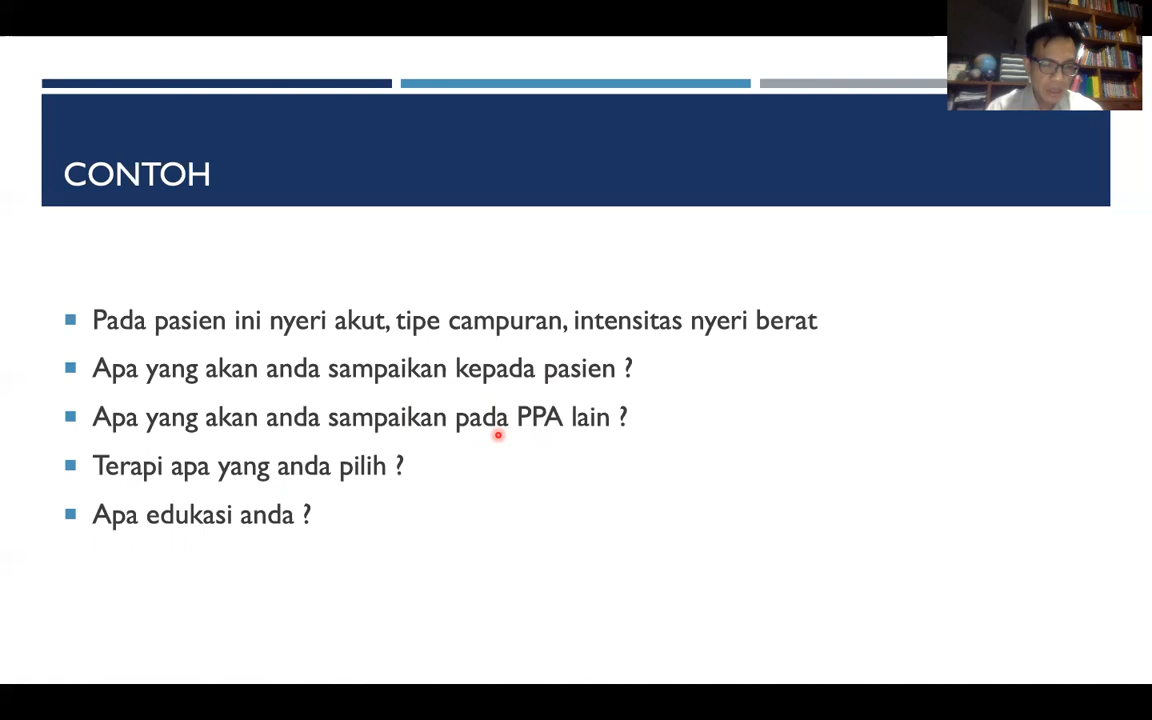 CONTOH
Pada pasien ini nyeri akut, tipe campuran, intensitas nyeri berat
Apa yang akan anda sampaikan kepada pasien ?
Apa yang akan anda sampaikan pada PPA lain ?
Terapi apa yang anda pilih ?
Apa edukasi anda ?